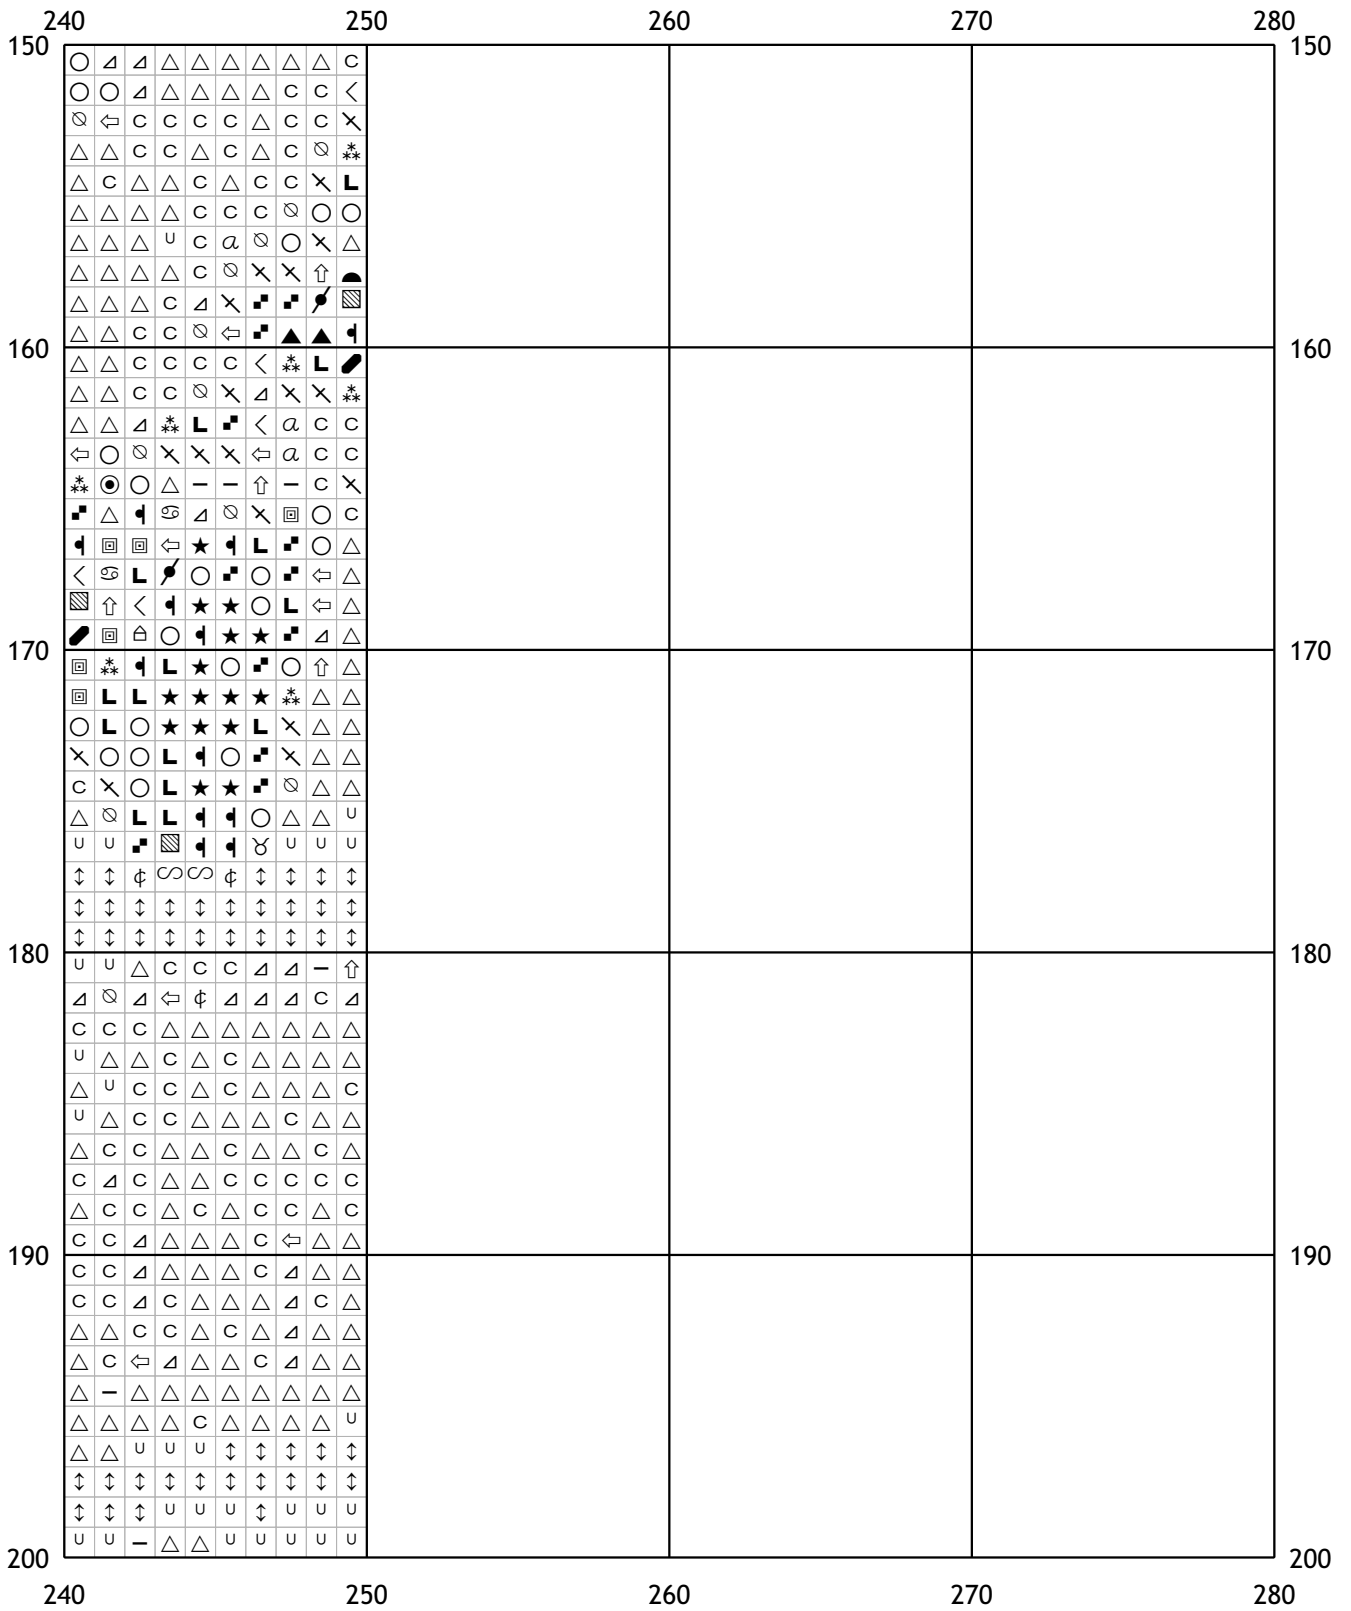 240 250 260 270 280
150 ○ ⊿ ⊿ △ △ △ △ △ △ C 150
○ ○ ⊿ △ △ △ △ C C <
⍉ ⇦ C C C C △ C C ×
△ △ C C △ C △ C ⍉ ⁂
△ C △ △ C △ C C × L
△ △ △ △ C C C ⍉ ○ ○
△ △ △ ∪ C a ⍉ ○ × △
△ △ △ △ C ⍉ × × ⇧ ◓
△ △ △ C ⊿ × ▞ ▞ ▨
△ △ C C ⍉ ⇦ ▞ ▲ ▲
160 160
△ △ C C C C < ⁂ L
△ △ C C ⍉ × ⊿ × × ⁂
△ △ ⊿ ⁂ L ▞ < a C C
⇦ ○ ⍉ × × × ⇦ a C C
⁂ ◉ ○ △ − − ⇧ − C ×
▞ △ ♋ ⊿ ⍉ × ▣ ○ C
▣ ▣ ⇦ ★ L ▞ ○ △
< ♋ L ○ ▞ ○ ▞ ⇦ △
▨ ⇧ < ★ ★ ○ L ⇦ △
▣ ⌂ ○ ★ ★ ▞ ⊿ △
170 170
▣ ⁂ L ★ ○ ▞ ○ ⇧ △
▣ L L ★ ★ ★ ★ ⁂ △ △
○ L ○ ★ ★ ★ L × △ △
× ○ ○ L ○ ▞ × △ △
C × ○ L ★ ★ ▞ ⍉ △ △
△ ⍉ L L ○ △ △ ∪
∪ ∪ ▞ ▨ ♉ ∪ ∪ ∪
↕ ↕ ¢ ∽ ∽ ¢ ↕ ↕ ↕ ↕
↕ ↕ ↕ ↕ ↕ ↕ ↕ ↕ ↕ ↕
↕ ↕ ↕ ↕ ↕ ↕ ↕ ↕ ↕ ↕
180 180
∪ ∪ △ C C C ⊿ ⊿ − ⇧
⊿ ⍉ ⊿ ⇦ ¢ ⊿ ⊿ ⊿ C ⊿
C C C △ △ △ △ △ △ △
∪ △ △ C △ C △ △ △ △
△ ∪ C C △ C △ △ △ C
∪ △ C C △ △ △ C △ △
△ C C △ △ C △ △ C △
C ⊿ C △ △ C C C C C
△ C C △ C △ C C △ C
C C ⊿ △ △ △ C ⇦ △ △
190 190
C C ⊿ △ △ △ C ⊿ △ △
C C ⊿ C △ △ △ ⊿ C △
△ △ C C △ C △ ⊿ △ △
△ C ⇦ ⊿ △ △ C ⊿ △ △
△ − △ △ △ △ △ △ △ △
△ △ △ △ C △ △ △ △ ∪
△ △ ∪ ∪ ∪ ↕ ↕ ↕ ↕ ↕
↕ ↕ ↕ ↕ ↕ ↕ ↕ ↕ ↕ ↕
↕ ↕ ↕ ∪ ∪ ∪ ↕ ∪ ∪ ∪
∪ ∪ − △ △ ∪ ∪ ∪ ∪ ∪
200 200
240 250 260 270 280